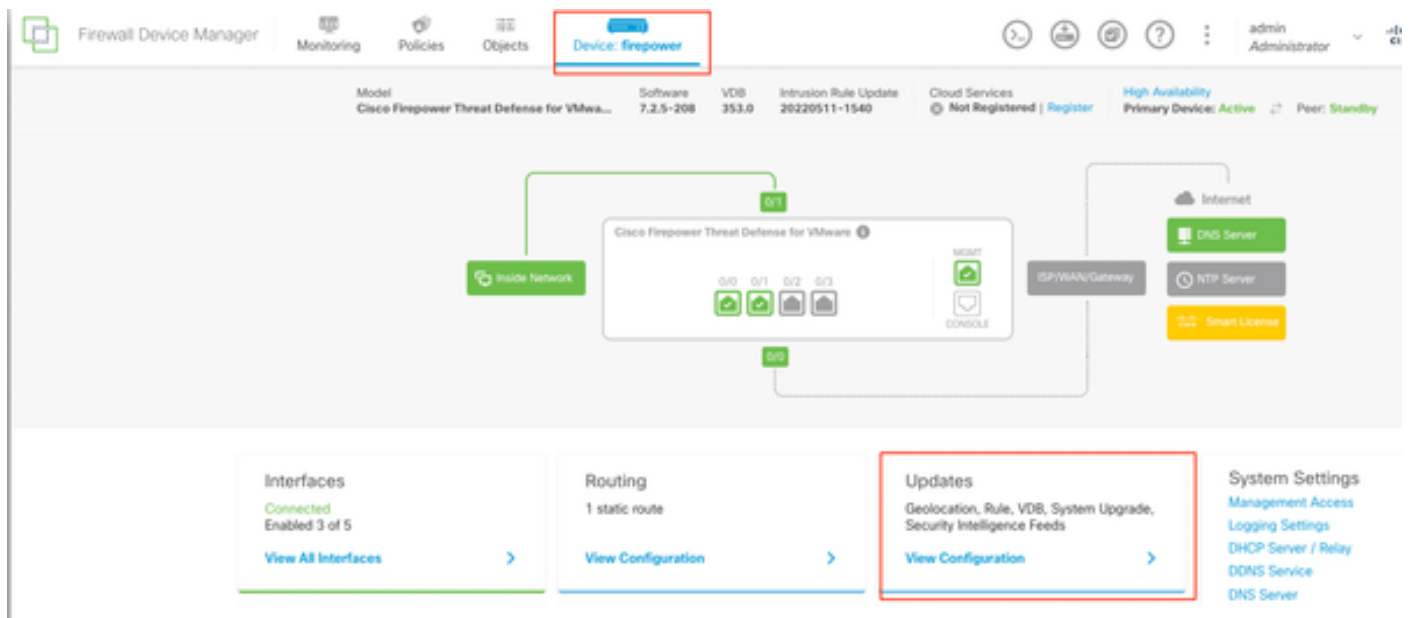 Firewall Device Manager
Monitoring
Policies
Objects
Device: firepower
admin
Administrator
Model
Cisco Firepower Threat Defense for VMwa...
Software
7.2.5-208
VDB
353.0
Intrusion Rule Update
20220511-1540
Cloud Services
Not Registered | Register
High Availability
Primary Device: Active
Peer: Standby
0/1
Cisco Firepower Threat Defense for VMware
Inside Network
0/0 0/1 0/2 0/3
MGMT
CONSOLE
ISP/WAN/Gateway
Internet
DNS Server
NTP Server
Smart License
0/0
Interfaces
Connected
Enabled 3 of 5
View All Interfaces
Routing
1 static route
View Configuration
Updates
Geolocation, Rule, VDB, System Upgrade,
Security Intelligence Feeds
View Configuration
System Settings
Management Access
Logging Settings
DHCP Server / Relay
DDNS Service
DNS Server